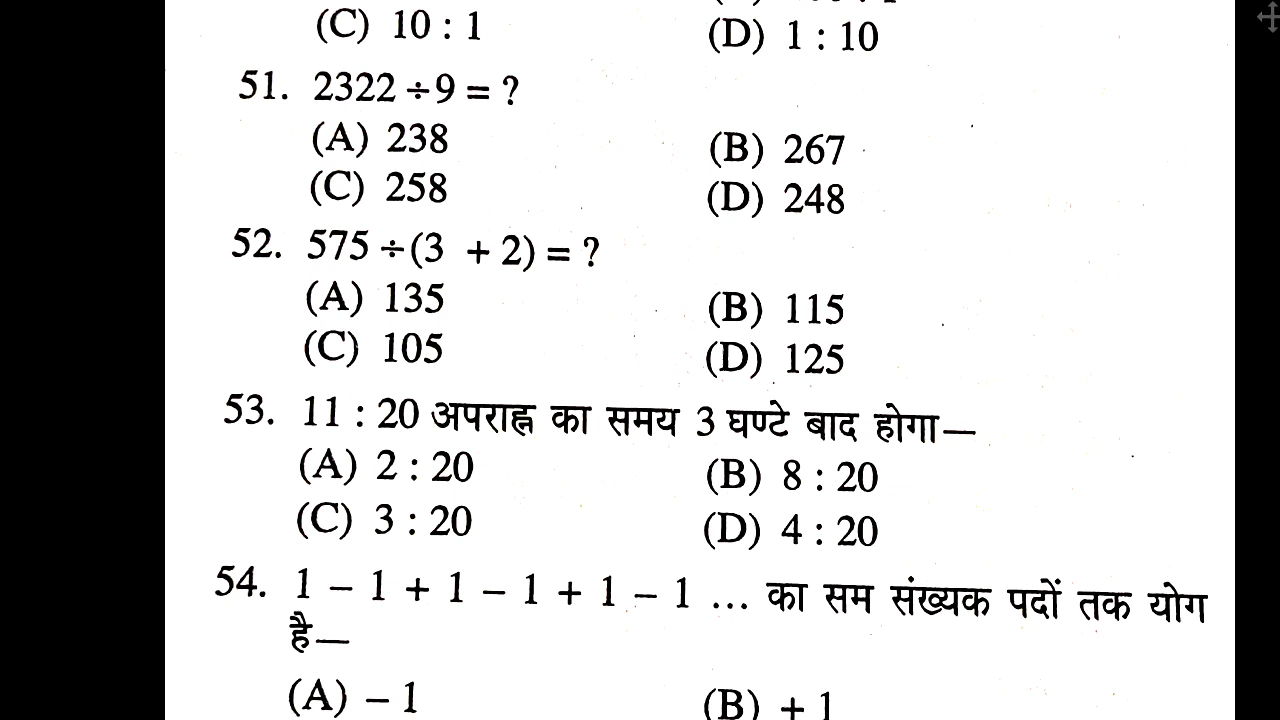 (C) 10 : 1 (D) 1 : 10
51. 2322 ÷ 9 = ?
(A) 238 (B) 267
(C) 258 (D) 248
52. 575 ÷ (3 + 2) = ?
(A) 135 (B) 115
(C) 105 (D) 125
53. 11 : 20 अपराह्न का समय 3 घण्टे बाद होगा—
(A) 2 : 20 (B) 8 : 20
(C) 3 : 20 (D) 4 : 20
54. 1 – 1 + 1 – 1 + 1 – 1 ... का सम संख्यक पदों तक योग
है—
(A) – 1 (B) + 1